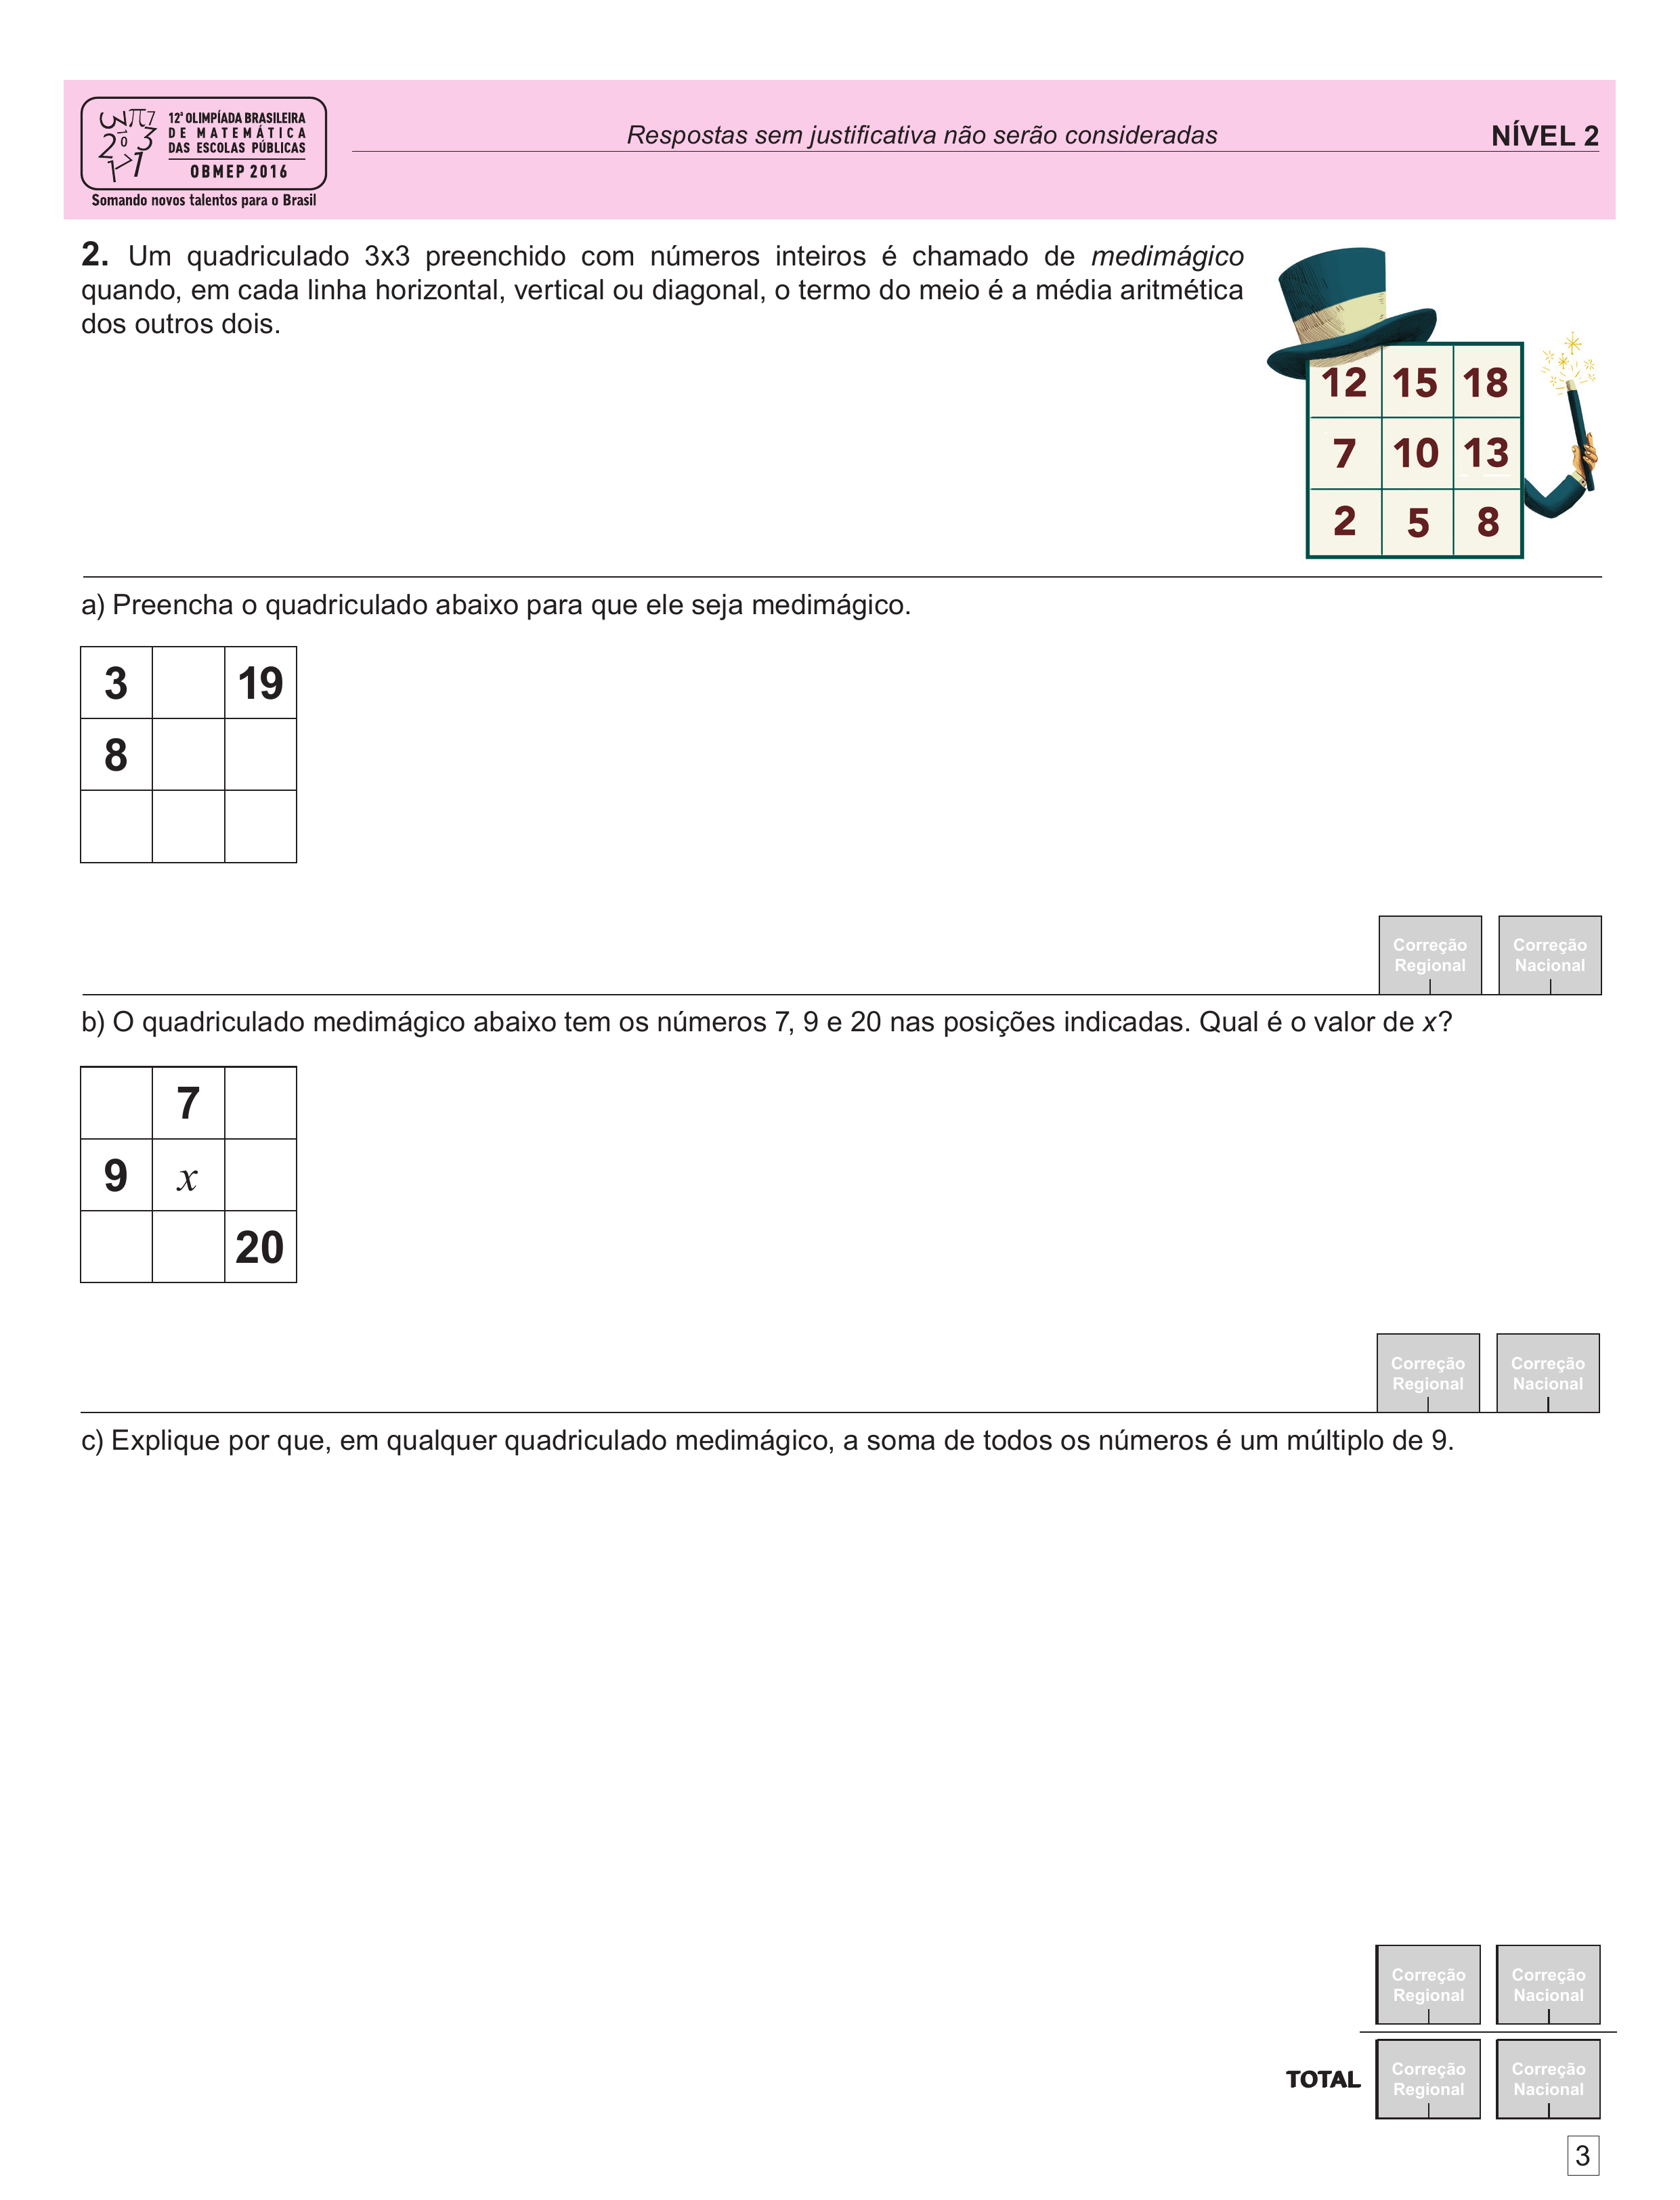 12ª OLIMPÍADA BRASILEIRA
DE MATEMÁTICA
DAS ESCOLAS PÚBLICAS
OBMEP 2016
Somando novos talentos para o Brasil
Respostas sem justificativa não serão consideradas
NÍVEL 2
2. Um quadriculado 3x3 preenchido com números inteiros é chamado de medimágico
quando, em cada linha horizontal, vertical ou diagonal, o termo do meio é a média aritmética
dos outros dois.
12 15 18
7 10 13
2 5 8
a) Preencha o quadriculado abaixo para que ele seja medimágico.
3 19
8
Correção Regional
Correção Nacional
b) O quadriculado medimágico abaixo tem os números 7, 9 e 20 nas posições indicadas. Qual é o valor de x?
7
9 x
20
Correção Regional
Correção Nacional
c) Explique por que, em qualquer quadriculado medimágico, a soma de todos os números é um múltiplo de 9.
Correção Regional
Correção Nacional
TOTAL
Correção Regional
Correção Nacional
3